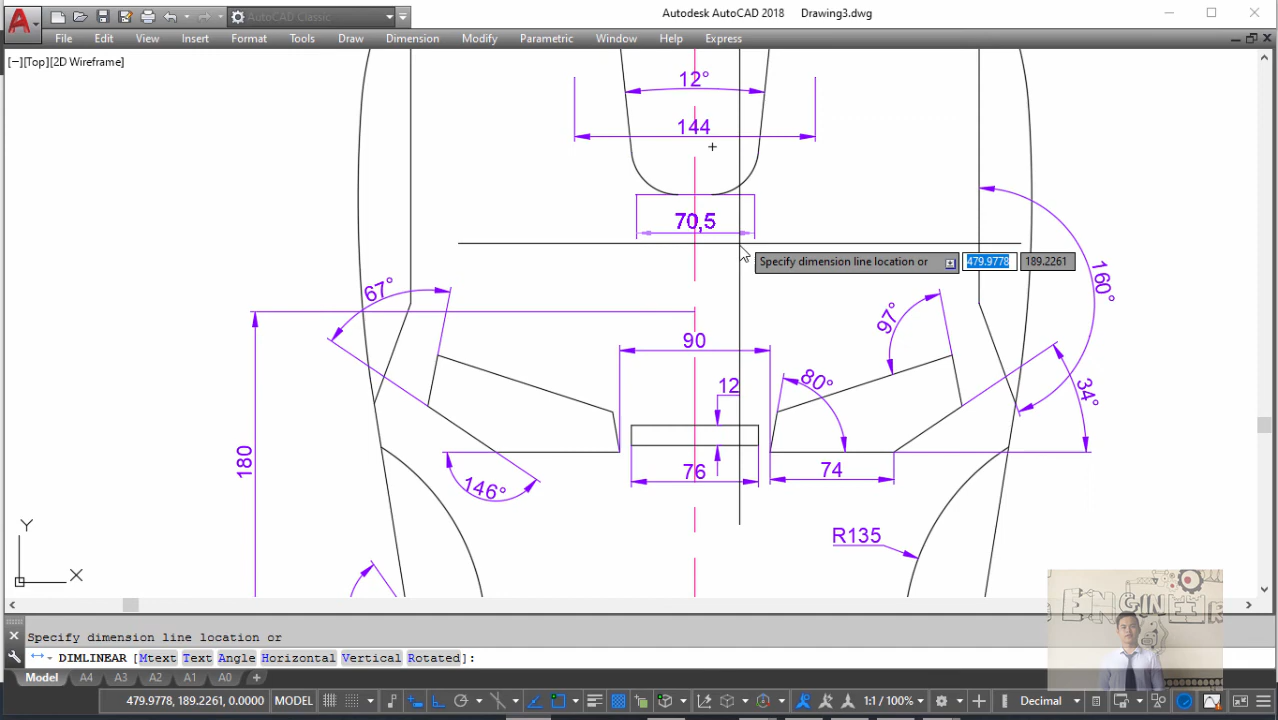 A
AutoCAD Classic
Autodesk AutoCAD 2018 Drawing3.dwg
File Edit View Insert Format Tools Draw Dimension Modify Parametric Window Help Express
[−][Top][2D Wireframe]
12°
144
70,5
Specify dimension line location or 479.9778 189.2261
67°
160°
97°
90
80°
12
34°
180
76
74
146°
R135
Y
X
ENGINEER
Specify dimension line location or
DIMLINEAR [Mtext Text Angle Horizontal Vertical Rotated]:
Model A4 A3 A2 A1 A0 +
479.9778, 189.2261, 0.0000 MODEL 1:1 / 100% Decimal